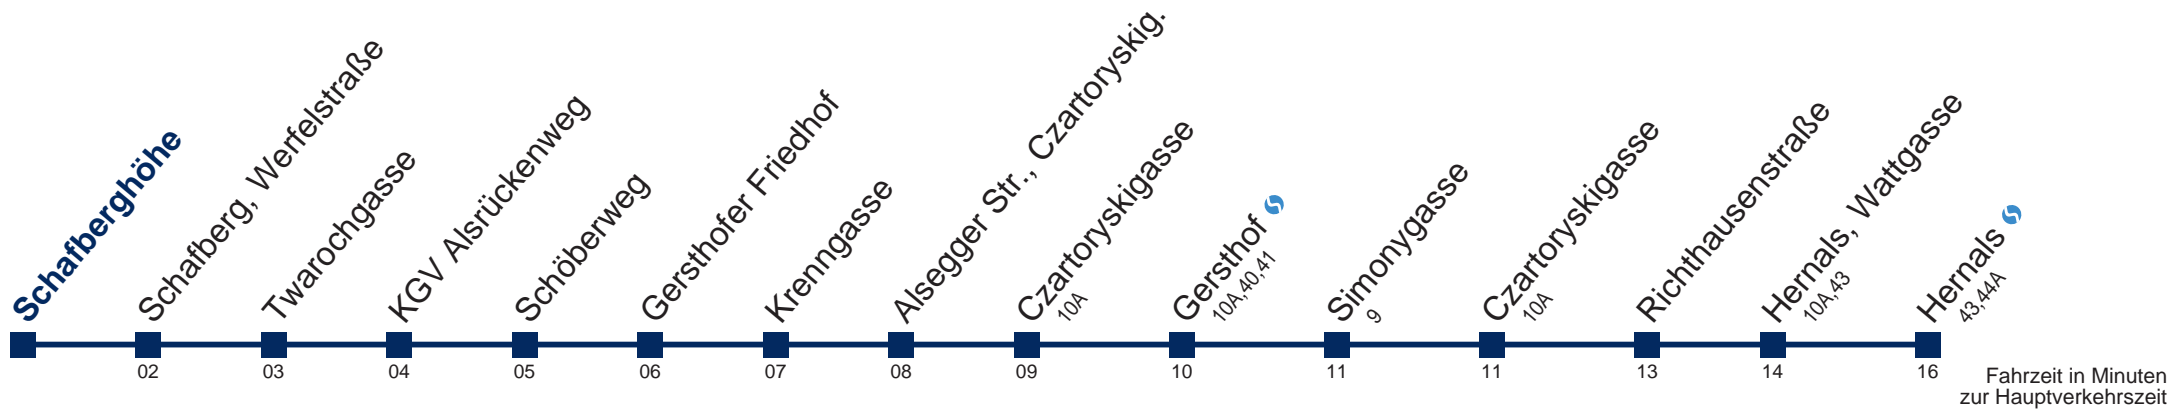 Schafberghöhe
Schafberg, Werfelstraße
Twarochgasse
KGV Alsrückenweg
Schöberweg
Gersthofer Friedhof
Krenngasse
Alsegger Str., Czartoryskig.
Czartoryskigasse
10A
Gersthof
10A,40,41
Simonygasse
9
Czartoryskigasse
10A
Richthausenstraße
Hernals, Wattgasse
10A,43
Hernals
43,44A
02 03 04 05 06 07 08 09 10 11 11 13 14 16
Fahrzeit in Minuten
zur Hauptverkehrszeit